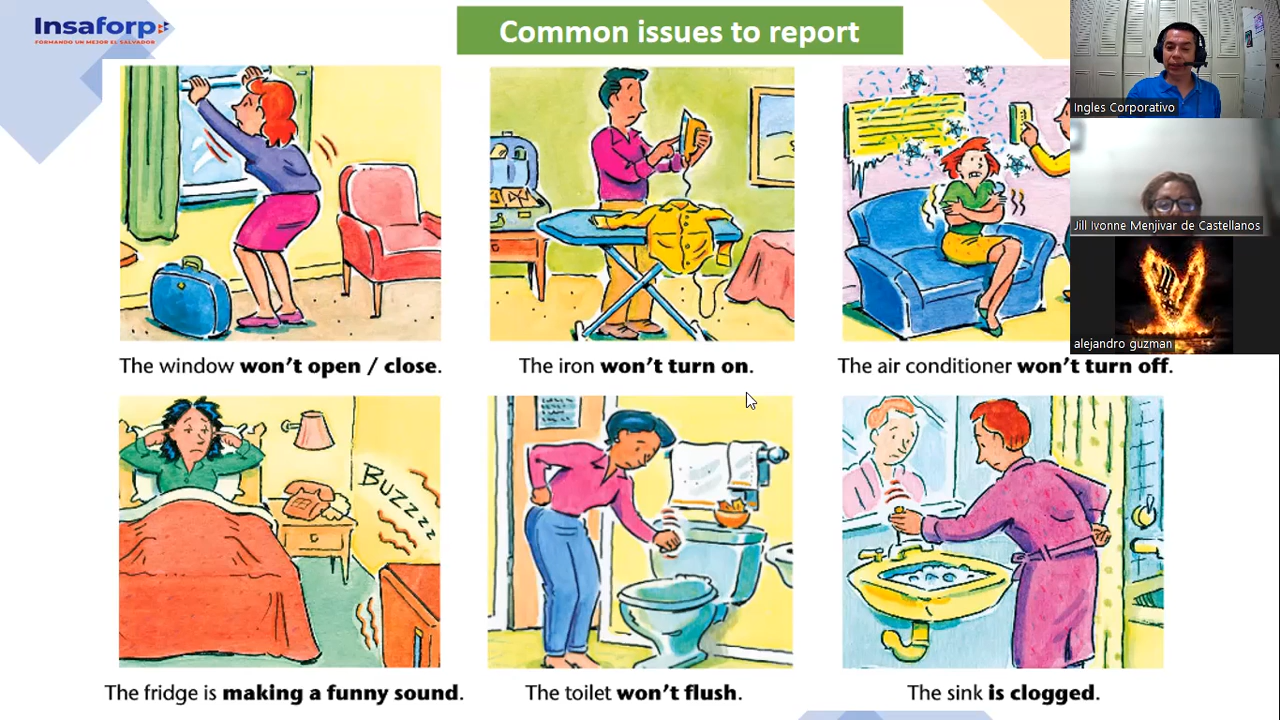 Insaforp
FORMANDO UN MEJOR EL SALVADOR
Common issues to report
Ingles Corporativo
Jill Ivonne Menjivar de Castellanos
alejandro guzman
The window won't open / close.
The iron won't turn on.
The air conditioner won't turn off.
BUZZZZZ
The fridge is making a funny sound.
The toilet won't flush.
The sink is clogged.